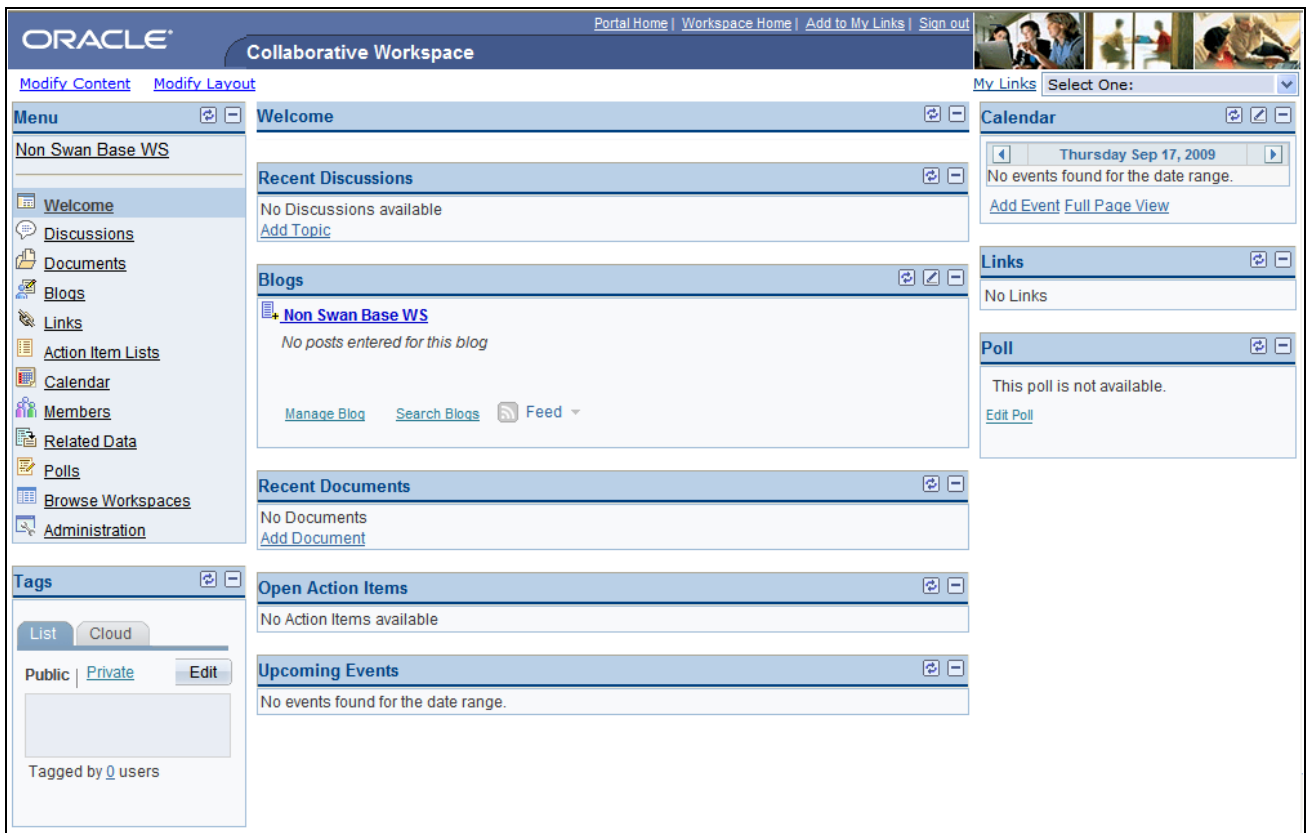 ORACLE
Portal Home | Workspace Home | Add to My Links | Sign out
Collaborative Workspace
Modify Content Modify Layout
My Links Select One:
Menu
Non Swan Base WS
Welcome
Discussions
Documents
Blogs
Links
Action Item Lists
Calendar
Members
Related Data
Polls
Browse Workspaces
Administration
Tags
List Cloud
Public | Private Edit
Tagged by 0 users
Welcome
Recent Discussions
No Discussions available
Add Topic
Blogs
Non Swan Base WS
No posts entered for this blog
Manage Blog Search Blogs Feed
Recent Documents
No Documents
Add Document
Open Action Items
No Action Items available
Upcoming Events
No events found for the date range.
Calendar
Thursday Sep 17, 2009
No events found for the date range.
Add Event Full Page View
Links
No Links
Poll
This poll is not available.
Edit Poll